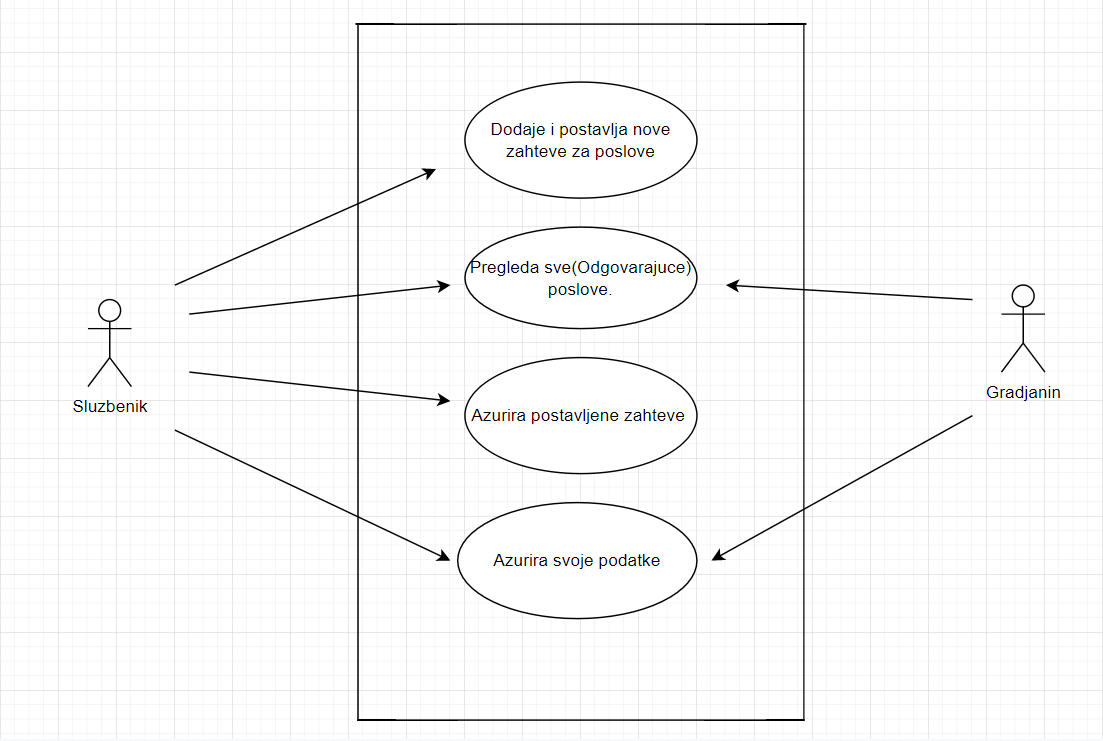 Dodaje i postavlja nove
zahteve za poslove
Pregleda sve(Odgovarajuce)
poslove.
Sluzbenik
Gradjanin
Azurira postavljene zahteve
Azurira svoje podatke